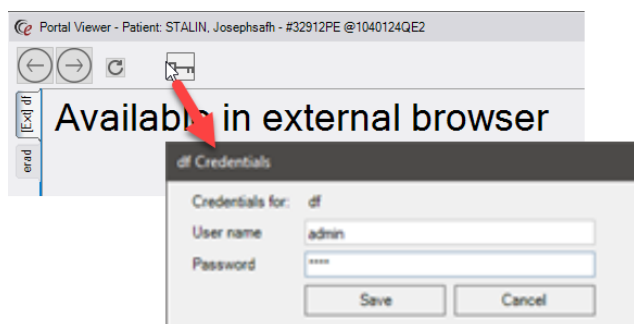 Portal Viewer - Patient: STALIN, Josephsafh - #32912PE @1040124QE2
[Ext] df
erad
Available in external browser
df Credentials
Credentials for: df
User name admin
Password ****
Save Cancel